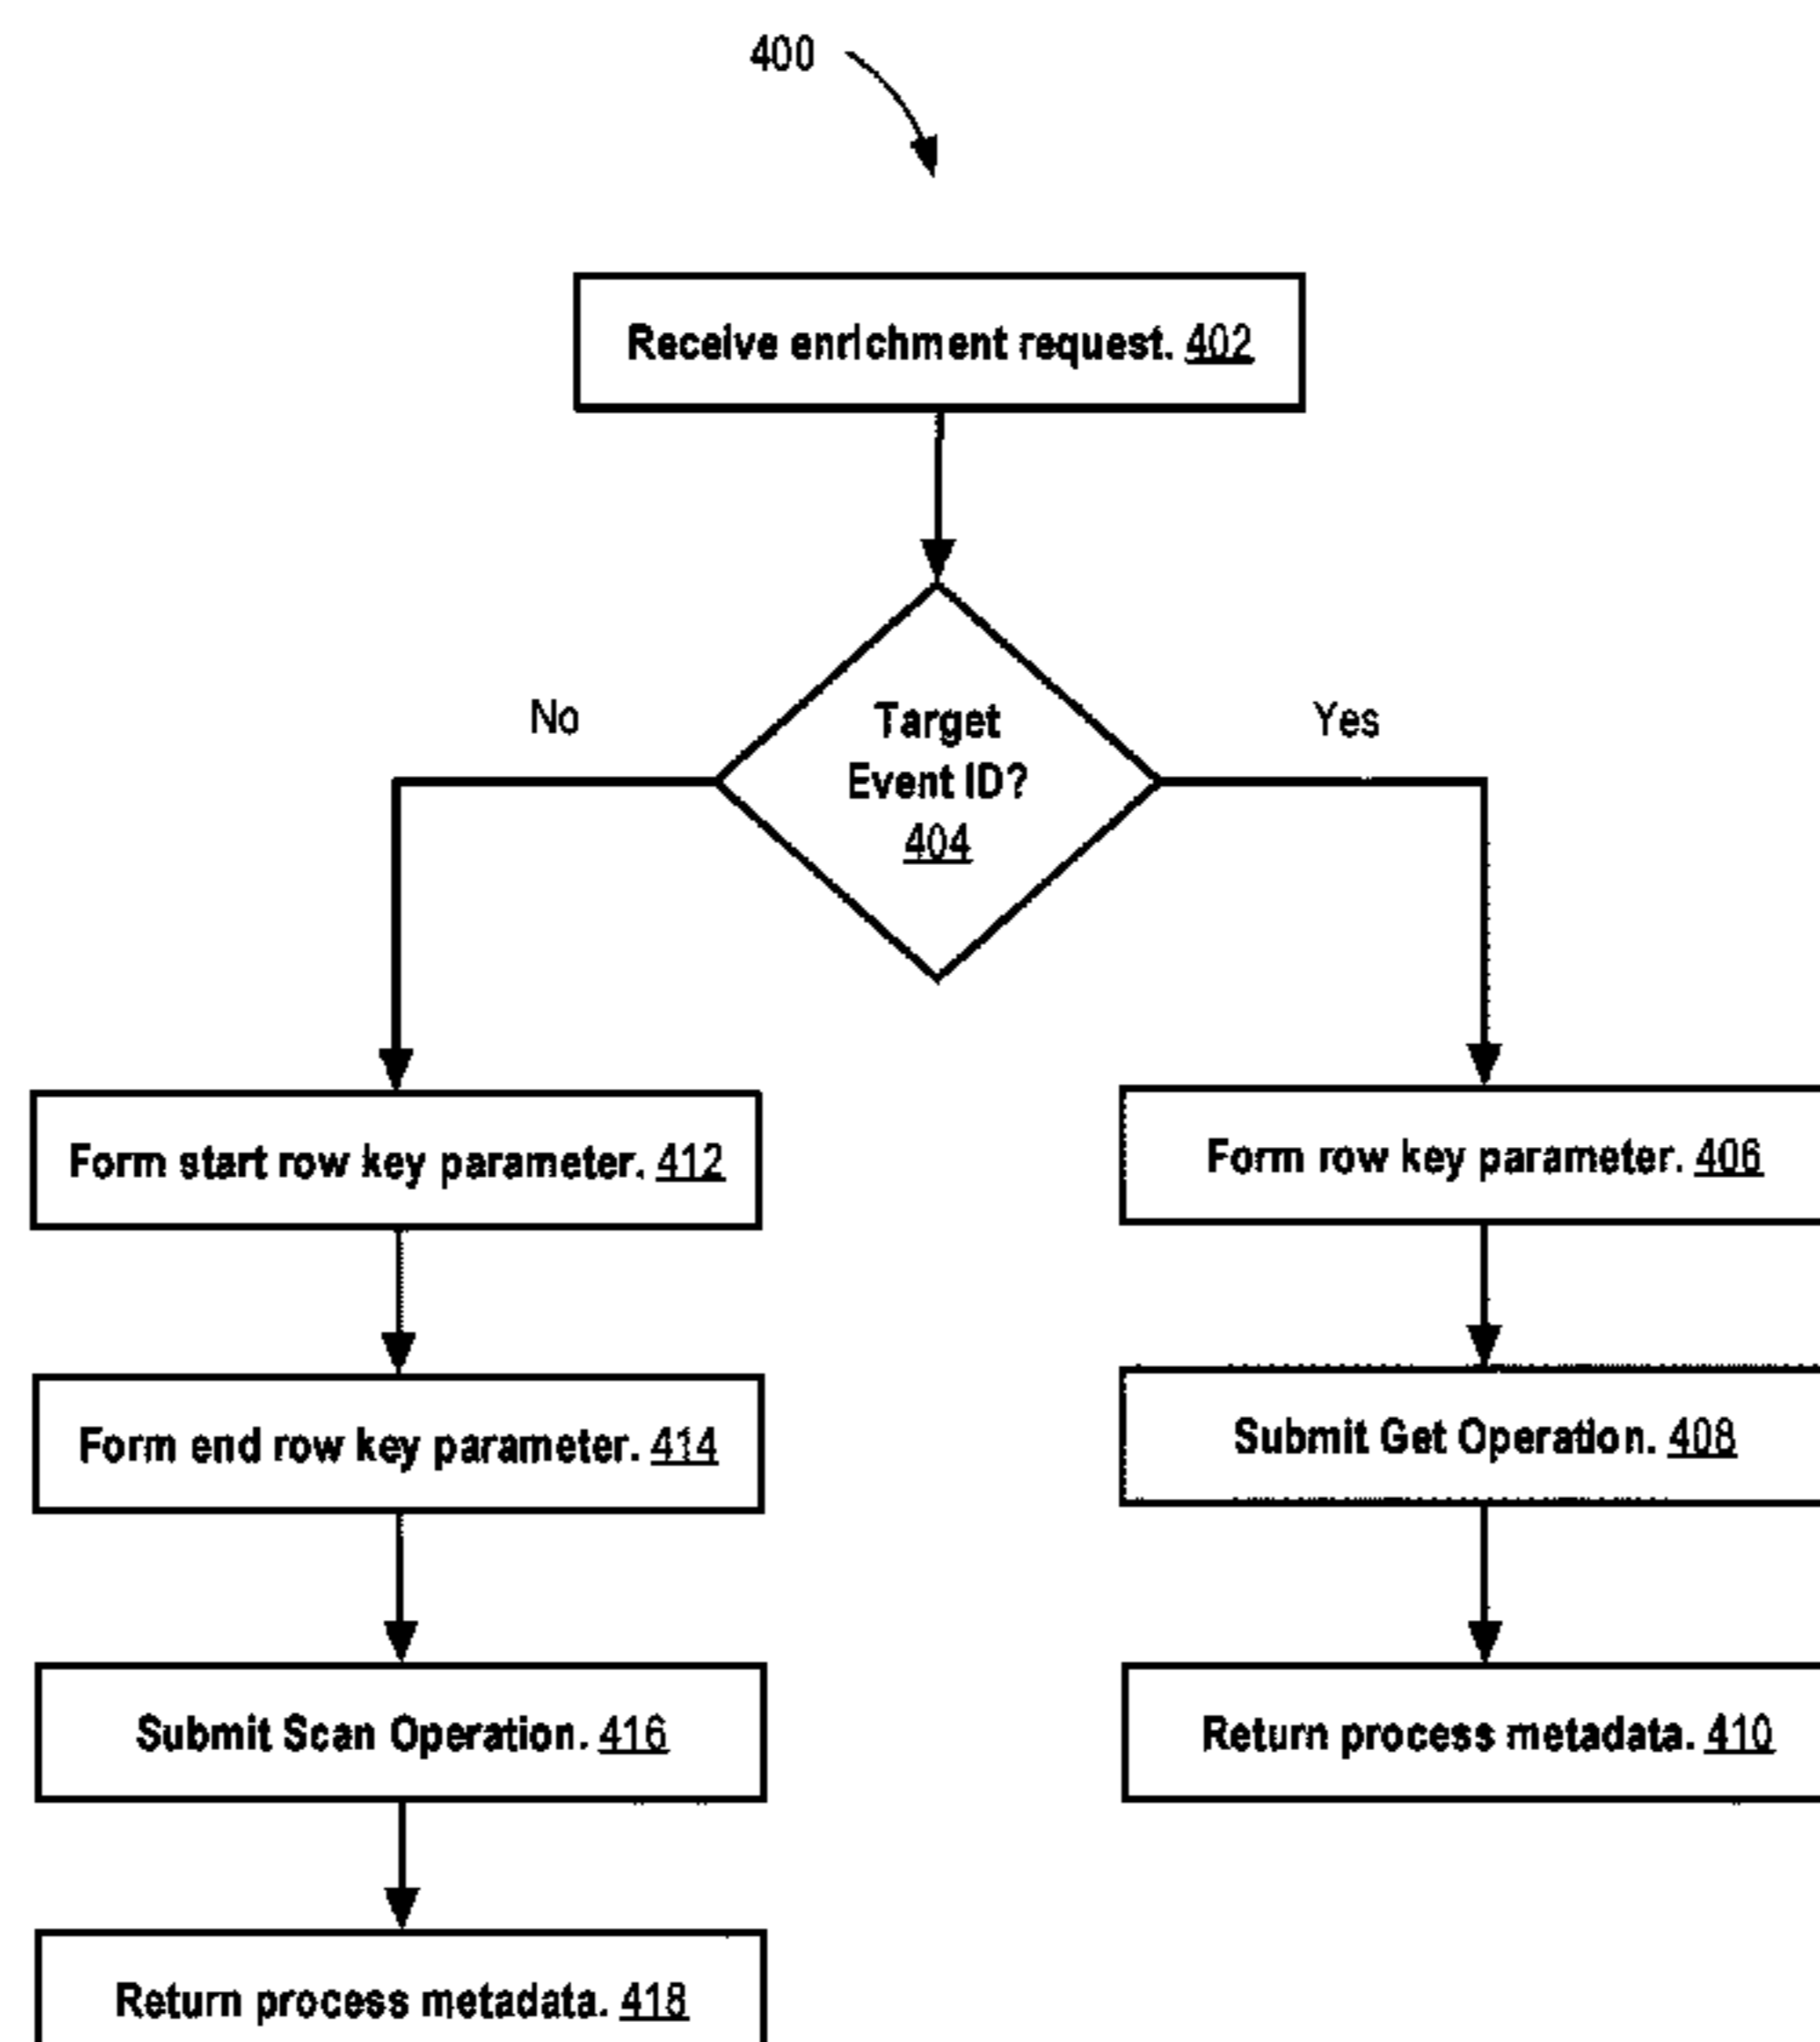 400
Receive enrichment request. 402
Target
Event ID?
404
No
Yes
Form start row key parameter. 412
Form row key parameter. 406
Form end row key parameter. 414
Submit Get Operation. 408
Submit Scan Operation. 416
Return process metadata. 410
Return process metadata. 418